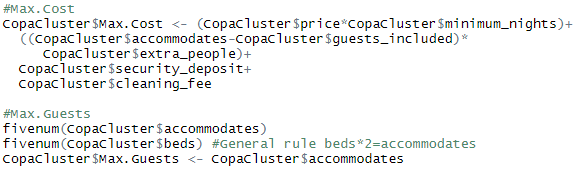 #Max.Cost
CopaCluster$Max.Cost <- (CopaCluster$price*CopaCluster$minimum_nights)+
((CopaCluster$accommodates-CopaCluster$guests_included)*
CopaCluster$extra_people)+
CopaCluster$security_deposit+
CopaCluster$cleaning_fee
#Max.Guests
fivenum(CopaCluster$accommodates)
fivenum(CopaCluster$beds) #General rule beds*2=accommodates
CopaCluster$Max.Guests <- CopaCluster$accommodates